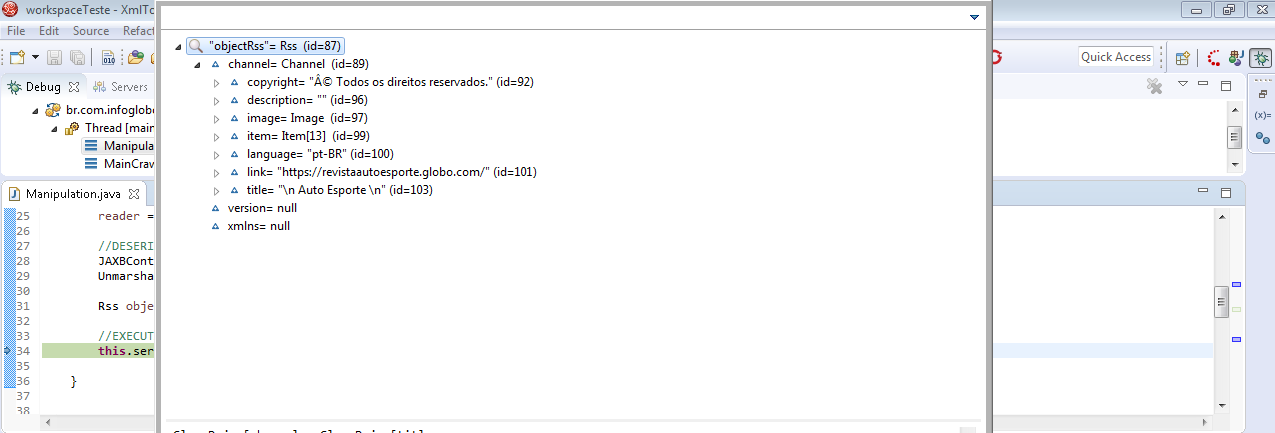 workspaceTeste - XmlTo
File Edit Source Refact
Quick Access
Debug Servers
br.com.infoglob
Thread [main
Manipula
MainCraw
"objectRss"= Rss (id=87)
channel= Channel (id=89)
copyright= "Â© Todos os direitos reservados." (id=92)
description= "" (id=96)
image= Image (id=97)
item= Item[13] (id=99)
language= "pt-BR" (id=100)
link= "https://revistaautoesporte.globo.com/" (id=101)
title= "\n Auto Esporte \n" (id=103)
version= null
xmlns= null
(x)=
Manipulation.java
25 reader =
26
27 //DESERI
28 JAXBCont
29 Unmarsha
30
31 Rss obje
32
33 //EXECUT
34 this.ser
35
36 }
37
38